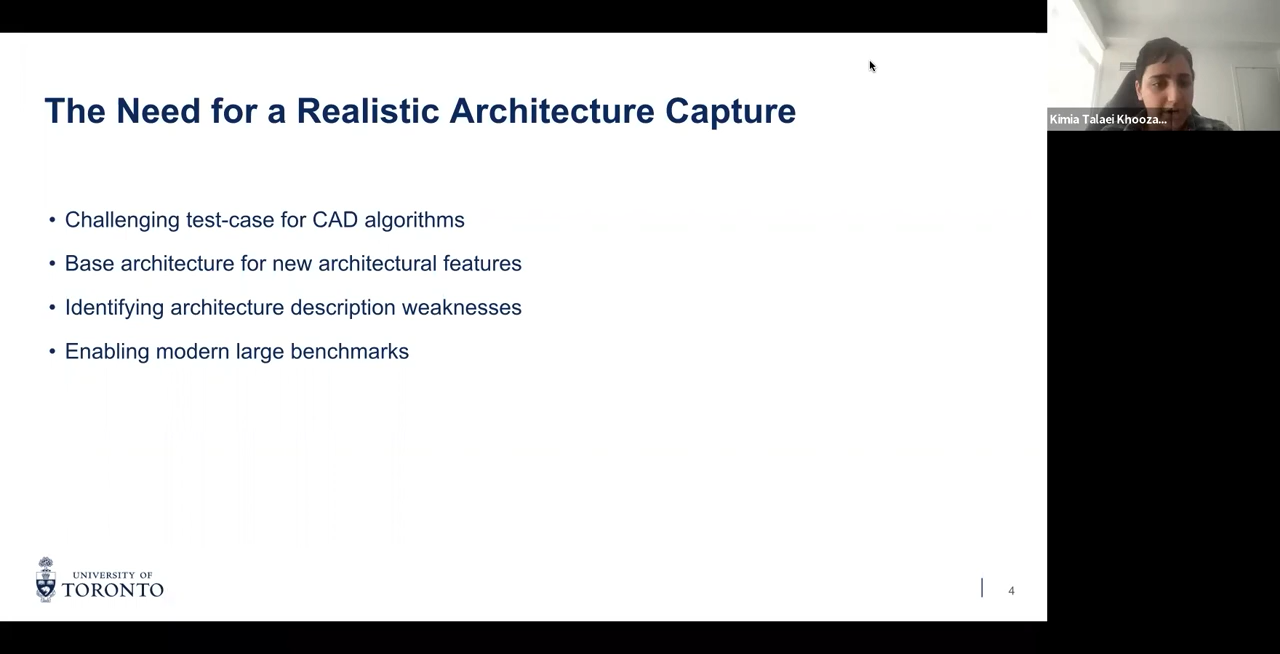 The Need for a Realistic Architecture Capture
Kimia Talaei Khooza...
• Challenging test-case for CAD algorithms
• Base architecture for new architectural features
• Identifying architecture description weaknesses
• Enabling modern large benchmarks
UNIVERSITY OF
TORONTO
4